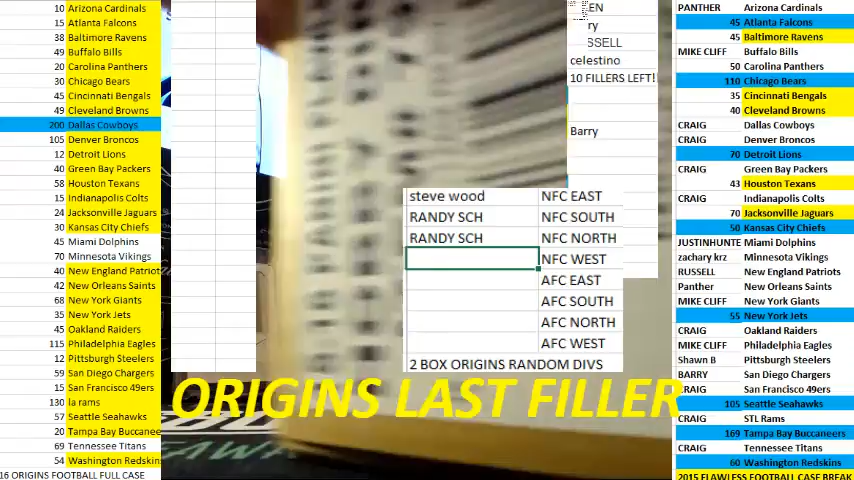 10 Arizona Cardinals
15 Atlanta Falcons
38 Baltimore Ravens
49 Buffalo Bills
20 Carolina Panthers
30 Chicago Bears
45 Cincinnati Bengals
49 Cleveland Browns
200 Dallas Cowboys
105 Denver Broncos
12 Detroit Lions
40 Green Bay Packers
58 Houston Texans
15 Indianapolis Colts
24 Jacksonville Jaguars
30 Kansas City Chiefs
45 Miami Dolphins
70 Minnesota Vikings
40 New England Patriot
42 New Orleans Saints
68 New York Giants
35 New York Jets
45 Oakland Raiders
115 Philadelphia Eagles
12 Pittsburgh Steelers
59 San Diego Chargers
15 San Francisco 49ers
130 la rams
57 Seattle Seahawks
20 Tampa Bay Buccanee
69 Tennessee Titans
54 Washington Redskin
16 ORIGINS FOOTBALL FULL CASE
EN
ry
SSELL
celestino
10 FILLERS LEFT!
Barry
steve wood NFC EAST
RANDY SCH NFC SOUTH
RANDY SCH NFC NORTH
NFC WEST
AFC EAST
AFC SOUTH
AFC NORTH
AFC WEST
2 BOX ORIGINS RANDOM DIVS
ORIGINS LAST FILLER
PANTHER Arizona Cardinals
45 Atlanta Falcons
45 Baltimore Ravens
MIKE CLIFF Buffalo Bills
50 Carolina Panthers
110 Chicago Bears
35 Cincinnati Bengals
40 Cleveland Browns
CRAIG Dallas Cowboys
CRAIG Denver Broncos
70 Detroit Lions
CRAIG Green Bay Packers
43 Houston Texans
CRAIG Indianapolis Colts
70 Jacksonville Jaguars
50 Kansas City Chiefs
JUSTINHUNTE Miami Dolphins
zachary krz Minnesota Vikings
RUSSELL New England Patriots
Panther New Orleans Saints
MIKE CLIFF New York Giants
55 New York Jets
CRAIG Oakland Raiders
MIKE CLIFF Philadelphia Eagles
Shawn B Pittsburgh Steelers
BARRY San Diego Chargers
CRAIG San Francisco 49ers
105 Seattle Seahawks
CRAIG STL Rams
169 Tampa Bay Buccaneers
CRAIG Tennessee Titans
60 Washington Redskins
2015 FLAWLESS FOOTBALL CASE BREAK